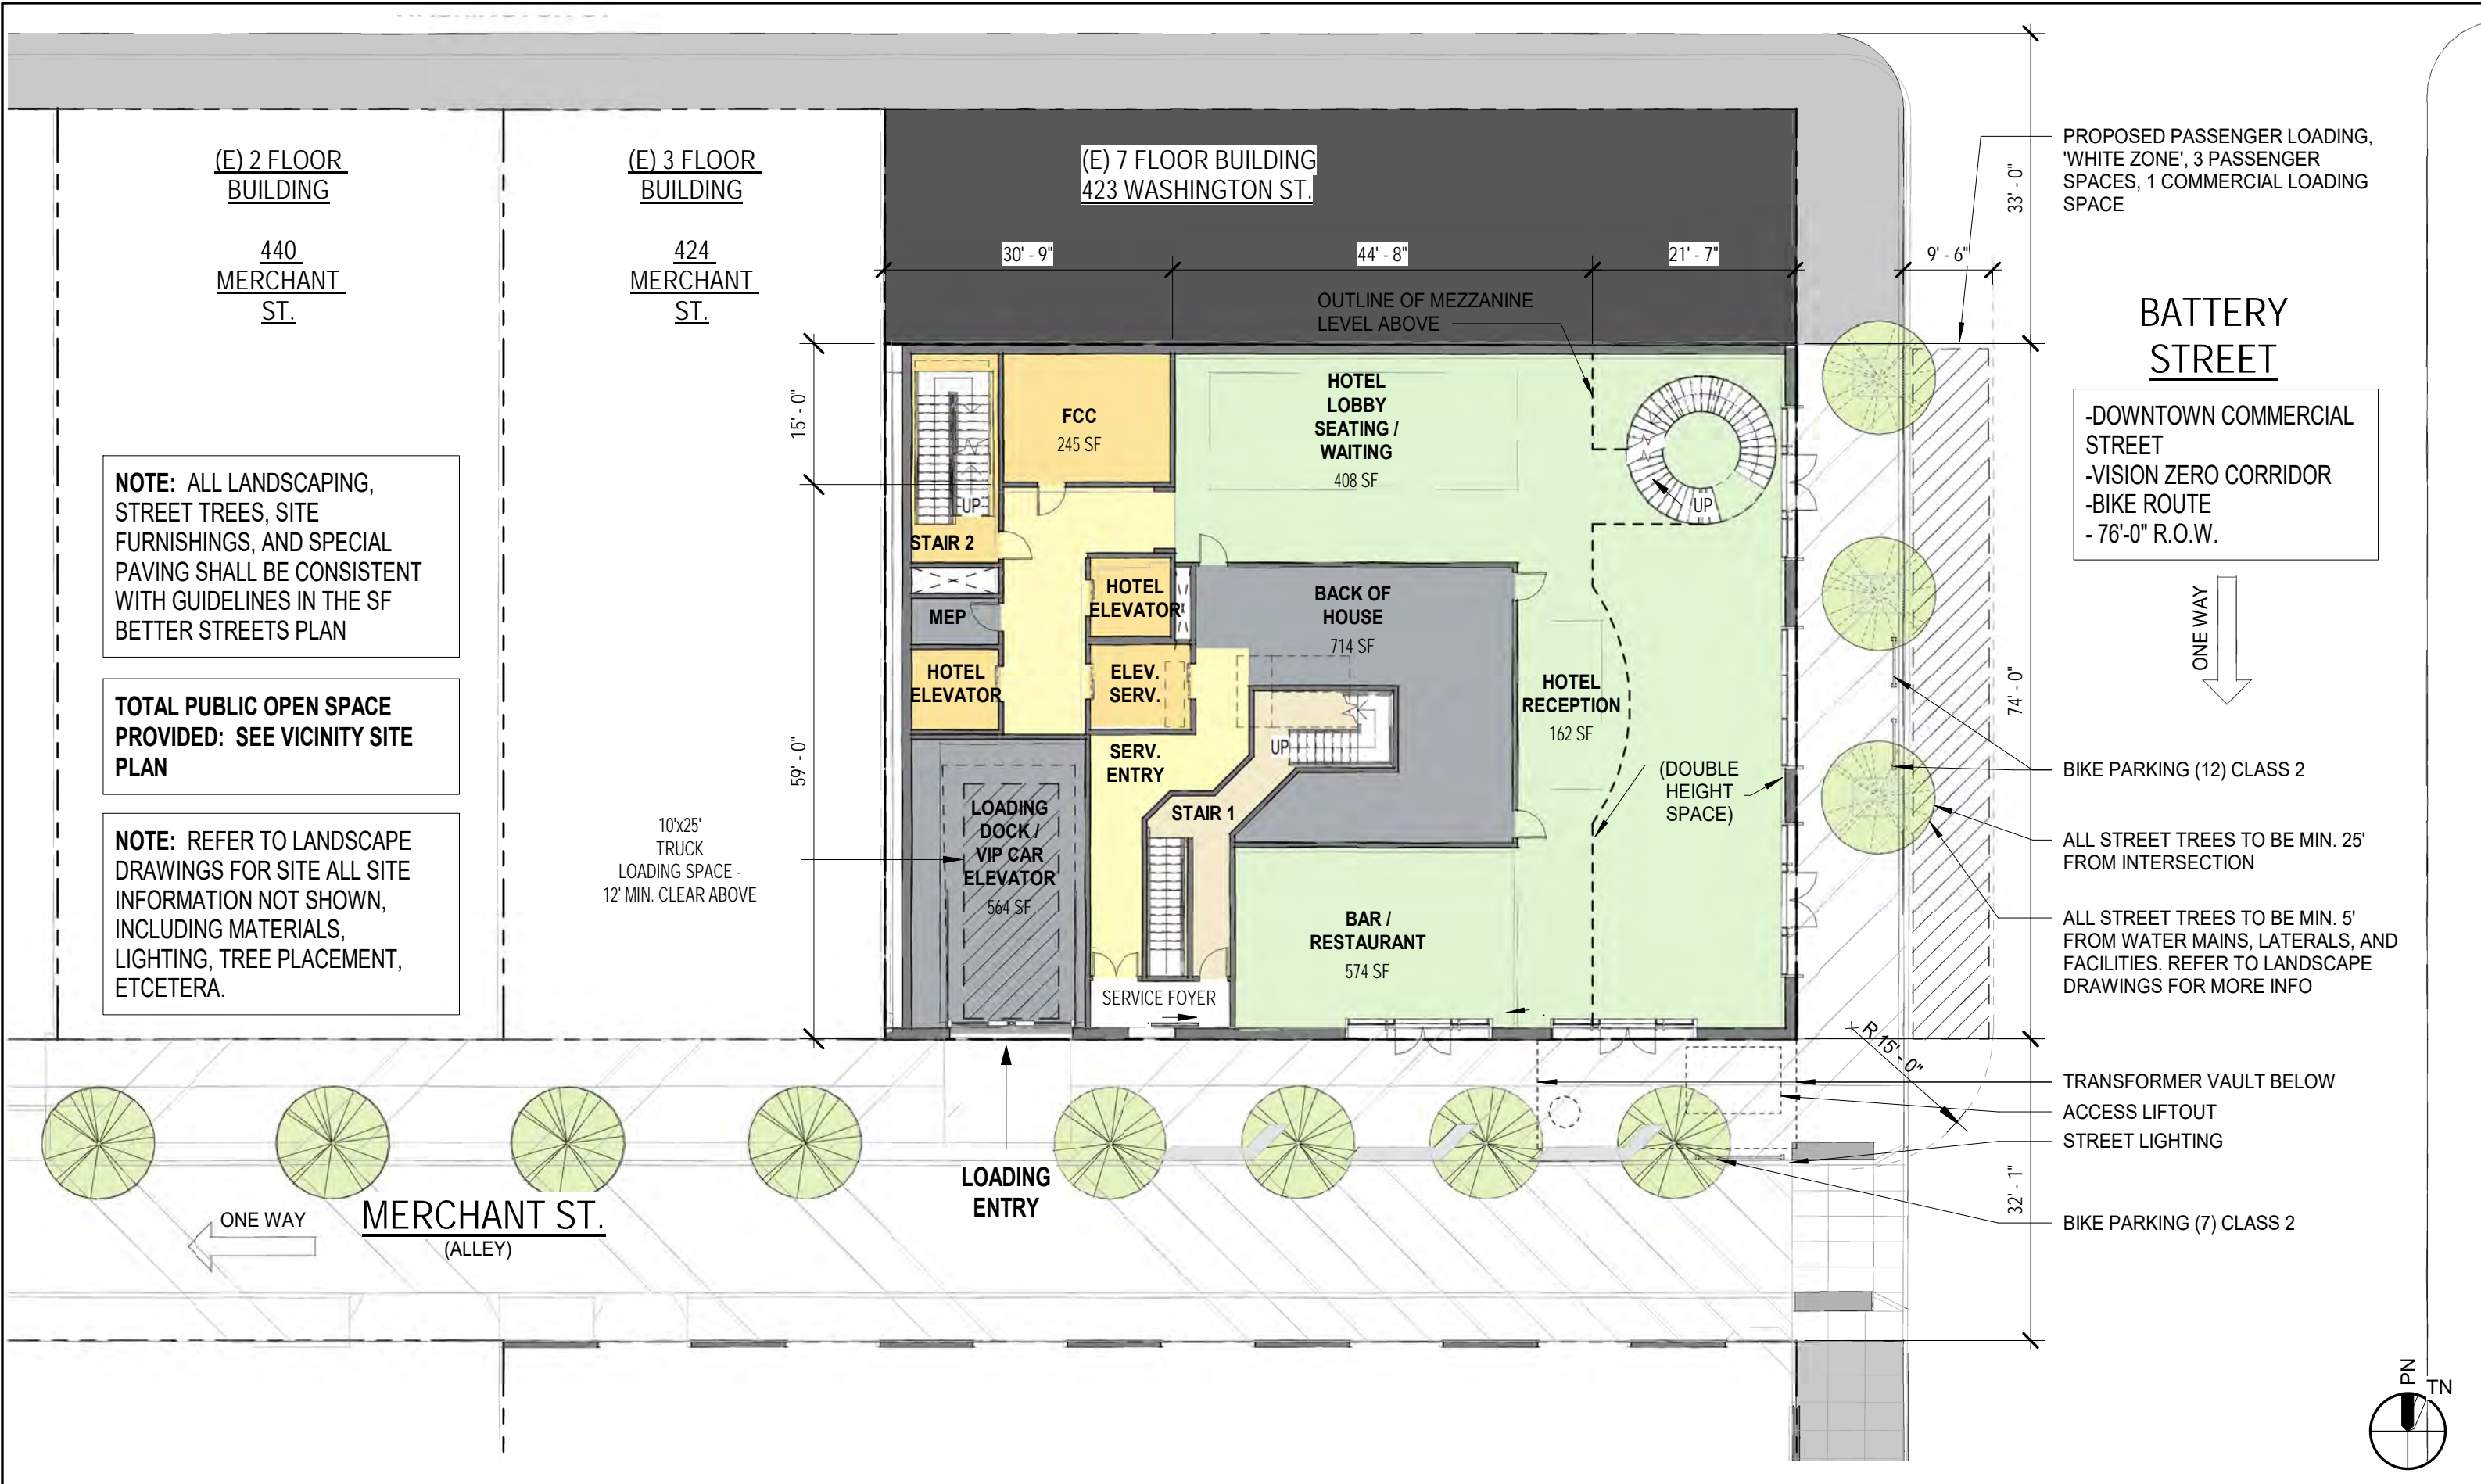 (E) 2 FLOOR
BUILDING
440
MERCHANT
ST.
(E) 3 FLOOR
BUILDING
424
MERCHANT
ST.
(E) 7 FLOOR BUILDING
423 WASHINGTON ST.
30' - 9"
44' - 8"
21' - 7"
9' - 6"
33' - 0"
OUTLINE OF MEZZANINE
LEVEL ABOVE
PROPOSED PASSENGER LOADING,
'WHITE ZONE', 3 PASSENGER
SPACES, 1 COMMERCIAL LOADING
SPACE
BATTERY
STREET
-DOWNTOWN COMMERCIAL
STREET
-VISION ZERO CORRIDOR
-BIKE ROUTE
- 76'-0" R.O.W.
ONE WAY
NOTE: ALL LANDSCAPING,
STREET TREES, SITE
FURNISHINGS, AND SPECIAL
PAVING SHALL BE CONSISTENT
WITH GUIDELINES IN THE SF
BETTER STREETS PLAN
TOTAL PUBLIC OPEN SPACE
PROVIDED: SEE VICINITY SITE
PLAN
NOTE: REFER TO LANDSCAPE
DRAWINGS FOR SITE ALL SITE
INFORMATION NOT SHOWN,
INCLUDING MATERIALS,
LIGHTING, TREE PLACEMENT,
ETCETERA.
15' - 0"
59' - 0"
74' - 0"
10'x25'
TRUCK
LOADING SPACE -
12' MIN. CLEAR ABOVE
FCC
245 SF
UP
STAIR 2
HOTEL
LOBBY
SEATING /
WAITING
408 SF
UP
MEP
HOTEL
ELEVATOR
HOTEL
ELEVATOR
ELEV.
SERV.
BACK OF
HOUSE
714 SF
HOTEL
RECEPTION
162 SF
SERV.
ENTRY
UP
STAIR 1
(DOUBLE
HEIGHT
SPACE)
LOADING
DOCK /
VIP CAR
ELEVATOR
564 SF
BAR /
RESTAURANT
574 SF
SERVICE FOYER
BIKE PARKING (12) CLASS 2
ALL STREET TREES TO BE MIN. 25'
FROM INTERSECTION
ALL STREET TREES TO BE MIN. 5'
FROM WATER MAINS, LATERALS, AND
FACILITIES. REFER TO LANDSCAPE
DRAWINGS FOR MORE INFO
R 15' - 0"
TRANSFORMER VAULT BELOW
ACCESS LIFTOUT
STREET LIGHTING
32' - 1"
BIKE PARKING (7) CLASS 2
LOADING
ENTRY
ONE WAY
MERCHANT ST.
(ALLEY)
PN
TN